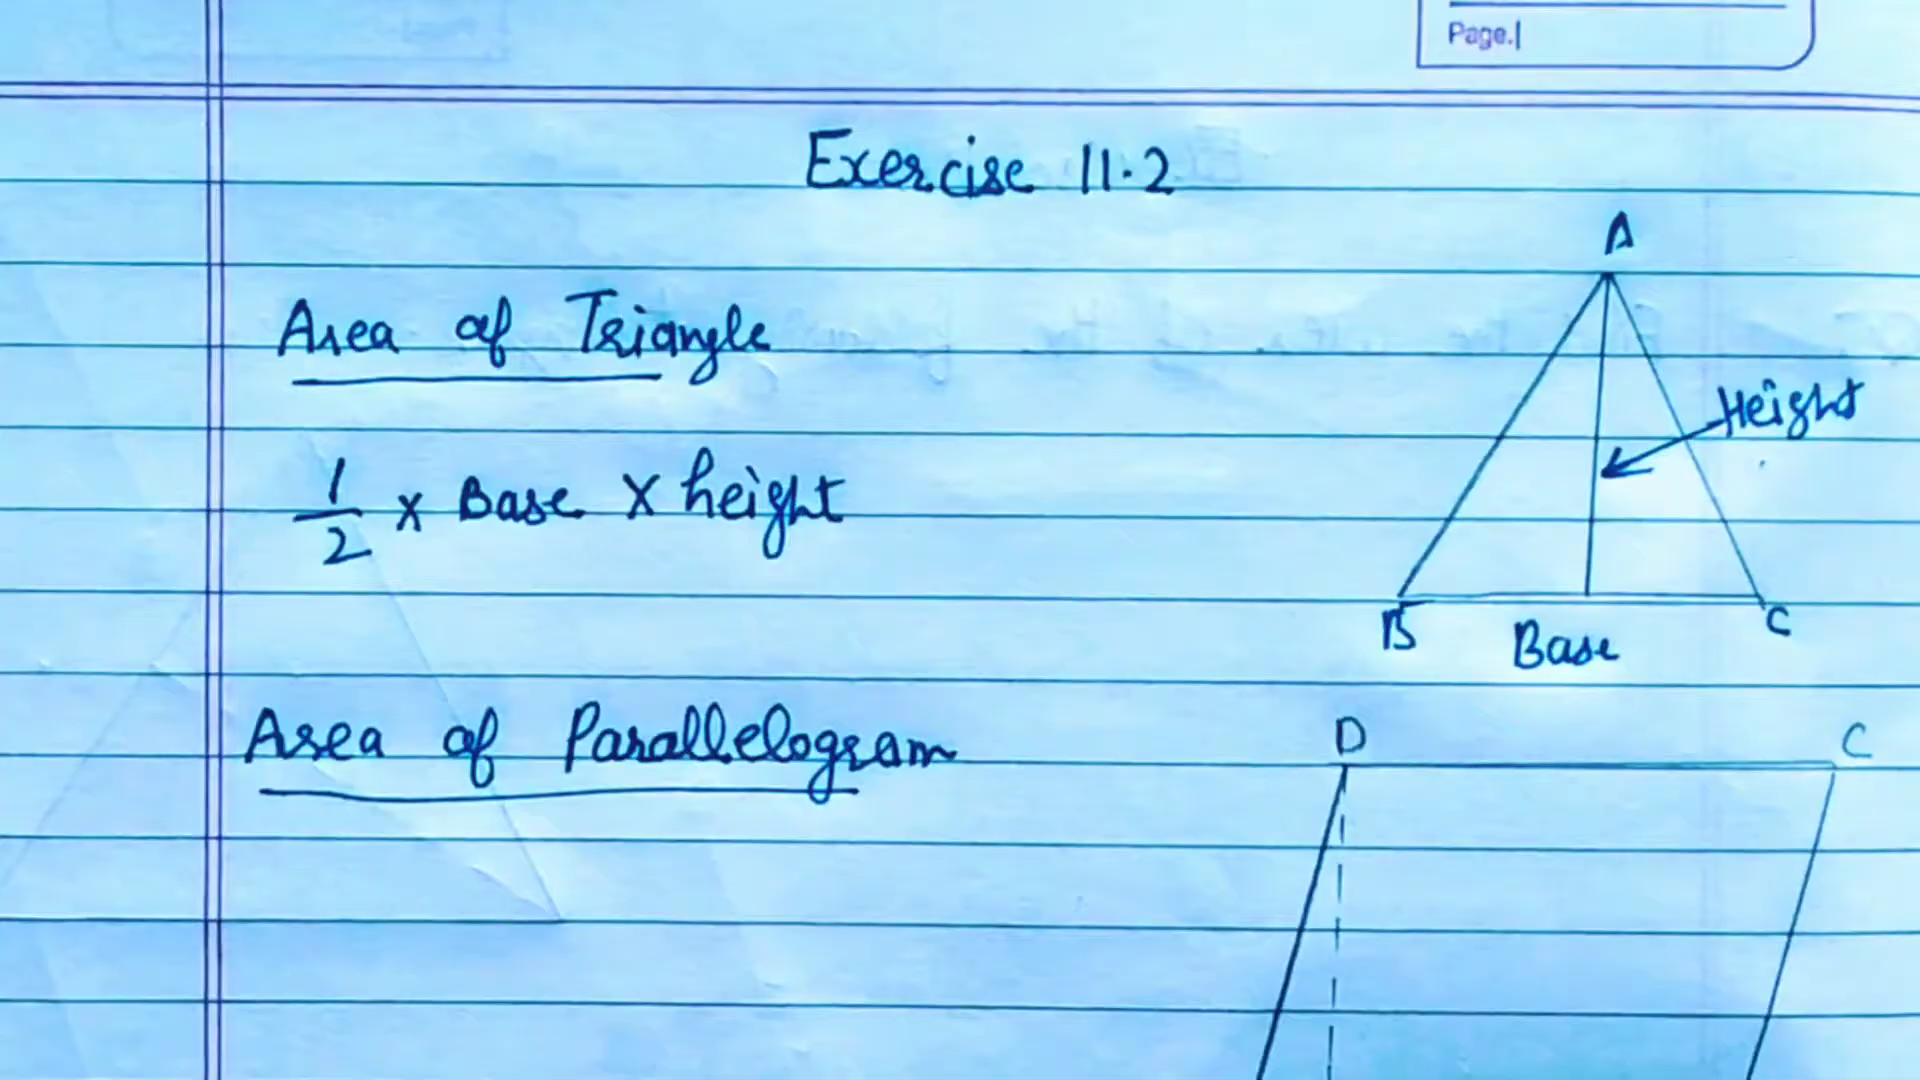 Page.
Exercise 11.2
A
Area of Triangle
Height
1/2 × Base × height
B
C
Base
Area of Parallelogram
D
C